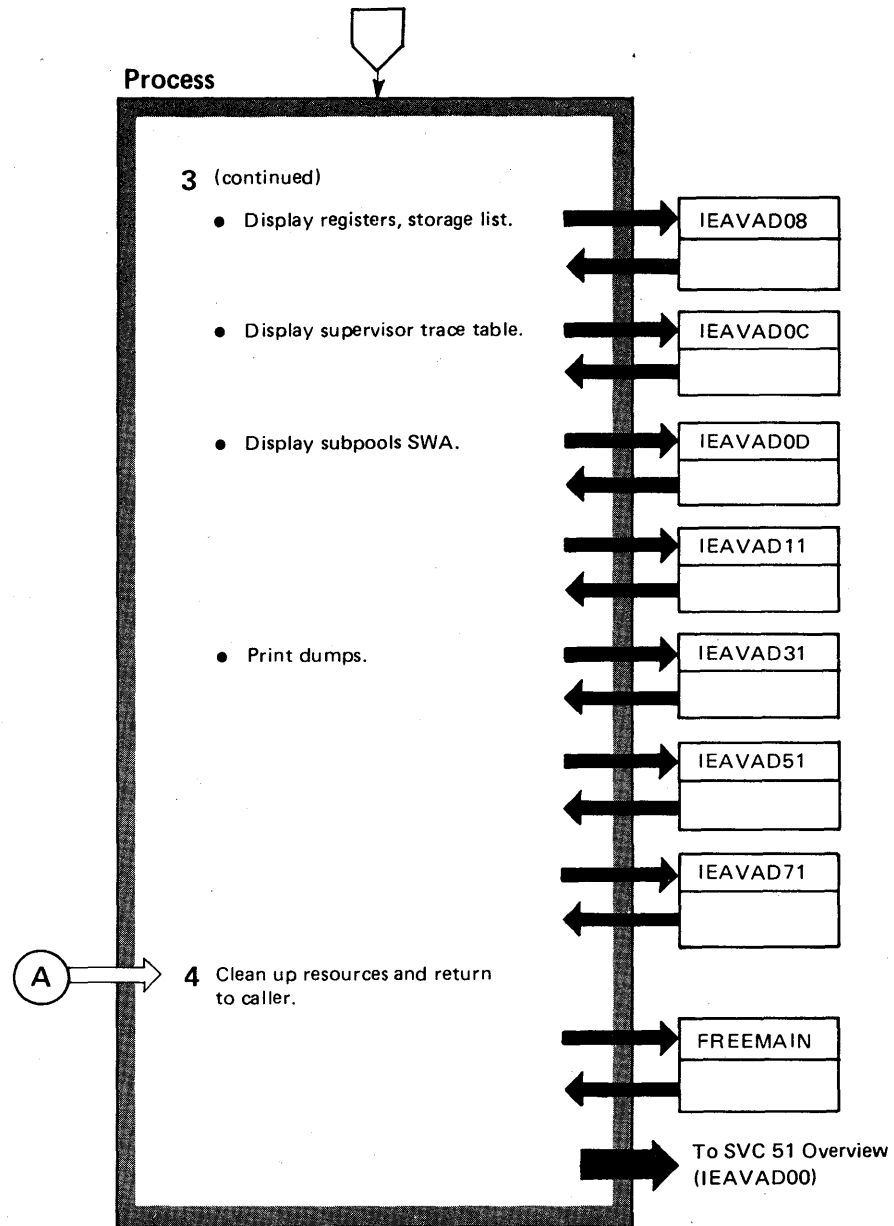 Process
3 (continued)
• Display registers, storage list.
IEAVAD08
• Display supervisor trace table.
IEAVAD0C
• Display subpools SWA.
IEAVAD0D
IEAVAD11
• Print dumps.
IEAVAD31
IEAVAD51
IEAVAD71
A
4 Clean up resources and return
to caller.
FREEMAIN
To SVC 51 Overview
(IEAVAD00)